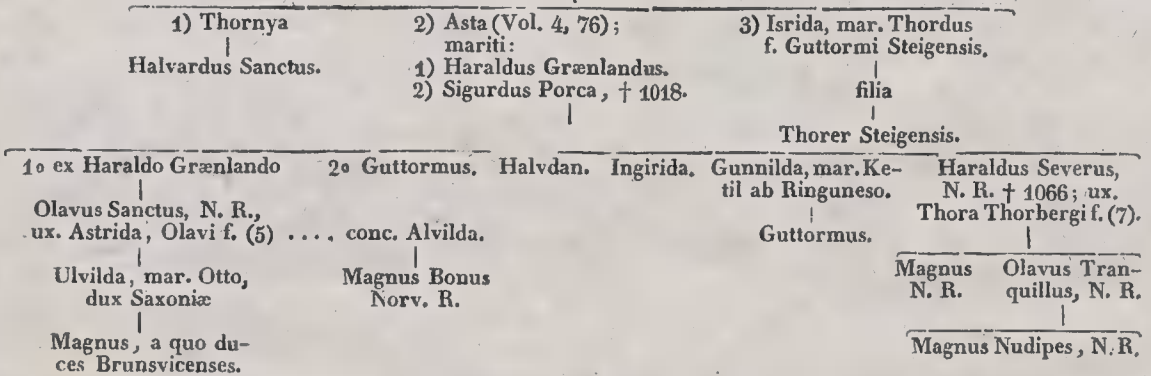 1) Thornya
Halvardus Sanctus.
2) Asta (Vol. 4, 76);
mariti:
1) Haraldus Grænlandus.
2) Sigurdus Porca, † 1018.
3) Isrida, mar. Thordus
f. Guttormi Steigensis.
filia
Thorer Steigensis.
1o ex Haraldo Grænlando
Olavus Sanctus, N. R.,
ux. Astrida, Olavi f. (5) .... conc. Alvilda.
Ulvilda, mar. Otto,
dux Saxoniæ
Magnus, a quo du-
ces Brunsvicenses.
Magnus Bonus
Norv. R.
2o Guttormus.
Halvdan.
Ingirida.
Gunnilda, mar. Ke-
til ab Ringuneso.
Guttormus.
Haraldus Severus,
N. R. † 1066; ux.
Thora Thorbergi f. (7).
Magnus
N. R.
Olavus Tran-
quillus, N. R.
Magnus Nudipes, N. R.